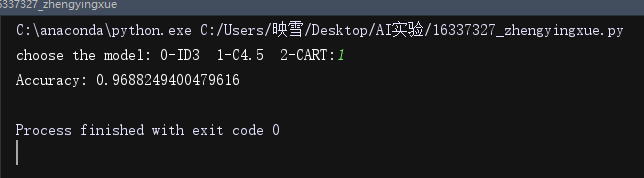 6337327_zhengyingxue
C:\anaconda\python.exe C:/Users/映雪/Desktop/AI实验/16337327_zhengyingxue.py
choose the model: 0-ID3  1-C4.5  2-CART:1
Accuracy: 0.9688249400479616
Process finished with exit code 0